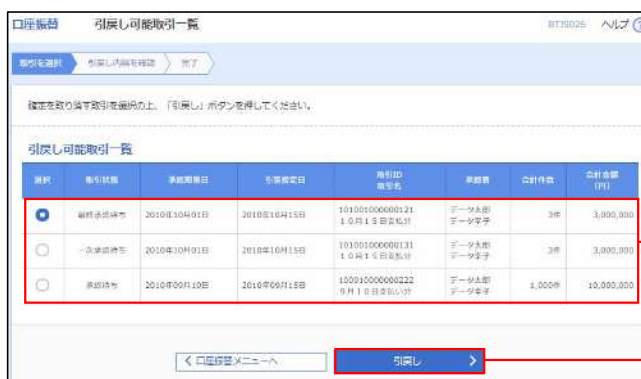 口座振替 引戻し可能取引一覧 BTJS026 ヘルプ ?
取引を選択 引戻し内容を確認 完了
確定を取り消す取引を選択の上、「引戻し」ボタンを押してください。
引戻し可能取引一覧
選択 取引状態 承認期限日 引落指定日 取引ID 取引名 承認者 合計件数 合計金額(円)
最終承認待ち 2010年10月01日 2010年10月15日 101001000000121 データ太郎 3件 3,000,000
10月15日支払分 データ幸子
一次承認待ち 2010年10月01日 2010年10月15日 101001000000131 データ太郎 3件 3,000,000
10月15日支払分 データ幸子
承認待ち 2010年09月10日 2010年09月15日 100910000000222 データ太郎 1,000件 10,000,000
9月10日支払い分 データ幸子
口座振替メニューへ 引戻し